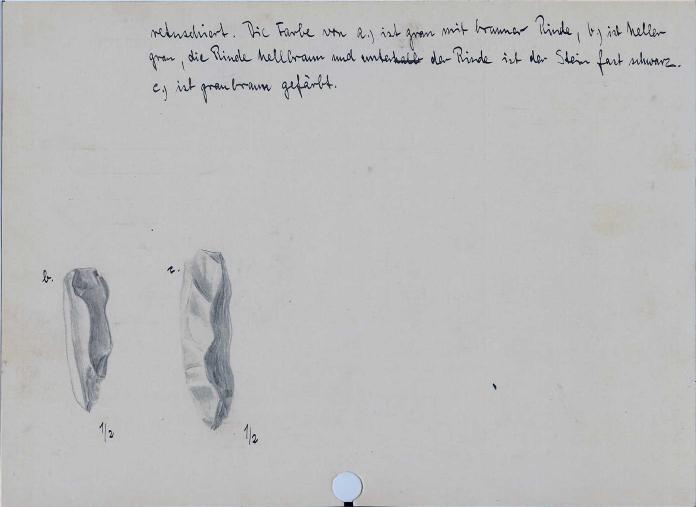 retuschiert. Die Farbe von a.) ist grau mit brauner Rinde, b.) ist heller
grau, die Rinde hellbraun und unterhalb der Rinde ist der Stein fast schwarz.
c.) ist graubraun gefärbt.
b.
1/2
1/2